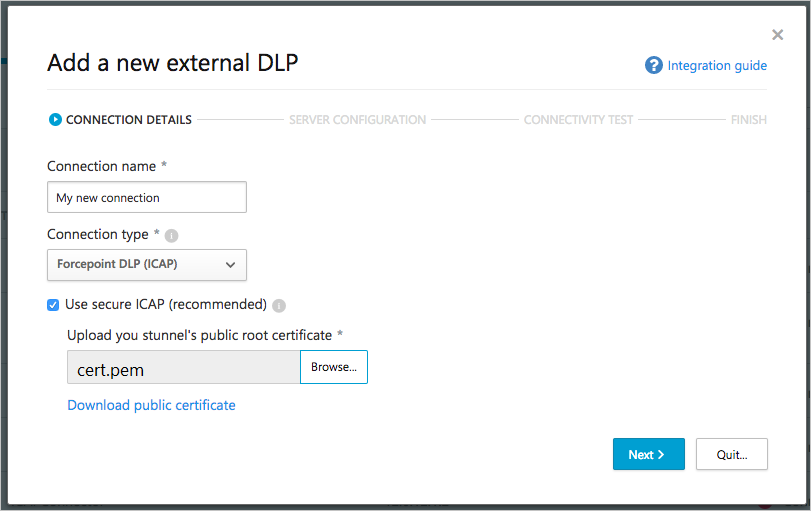 Add a new external DLP
? Integration guide
CONNECTION DETAILS SERVER CONFIGURATION CONNECTIVITY TEST FINISH
Connection name *
My new connection
Connection type * i
Forcepoint DLP (ICAP)
Use secure ICAP (recommended) i
Upload you stunnel's public root certificate *
cert.pem Browse...
Download public certificate
Next Quit...